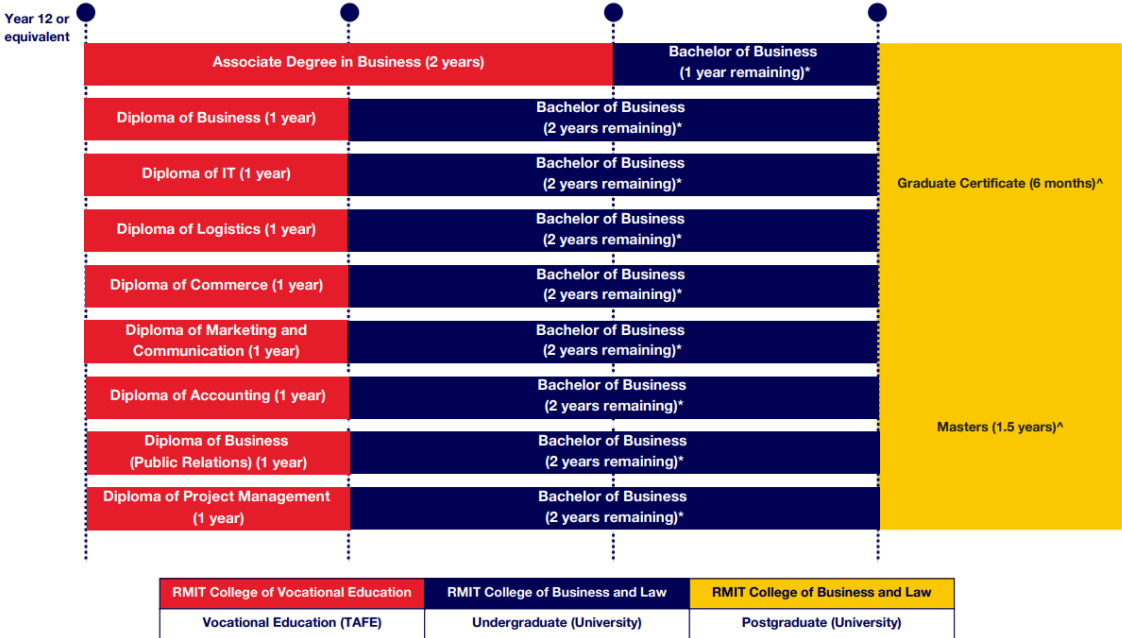 Year 12 or
equivalent
Associate Degree in Business (2 years)
Bachelor of Business
(1 year remaining)*
Diploma of Business (1 year)
Bachelor of Business
(2 years remaining)*
Diploma of IT (1 year)
Bachelor of Business
(2 years remaining)*
Graduate Certificate (6 months)^
Diploma of Logistics (1 year)
Bachelor of Business
(2 years remaining)*
Diploma of Commerce (1 year)
Bachelor of Business
(2 years remaining)*
Diploma of Marketing and
Communication (1 year)
Bachelor of Business
(2 years remaining)*
Diploma of Accounting (1 year)
Bachelor of Business
(2 years remaining)*
Masters (1.5 years)^
Diploma of Business
(Public Relations) (1 year)
Bachelor of Business
(2 years remaining)*
Diploma of Project Management
(1 year)
Bachelor of Business
(2 years remaining)*
RMIT College of Vocational Education
RMIT College of Business and Law
RMIT College of Business and Law
Vocational Education (TAFE)
Undergraduate (University)
Postgraduate (University)